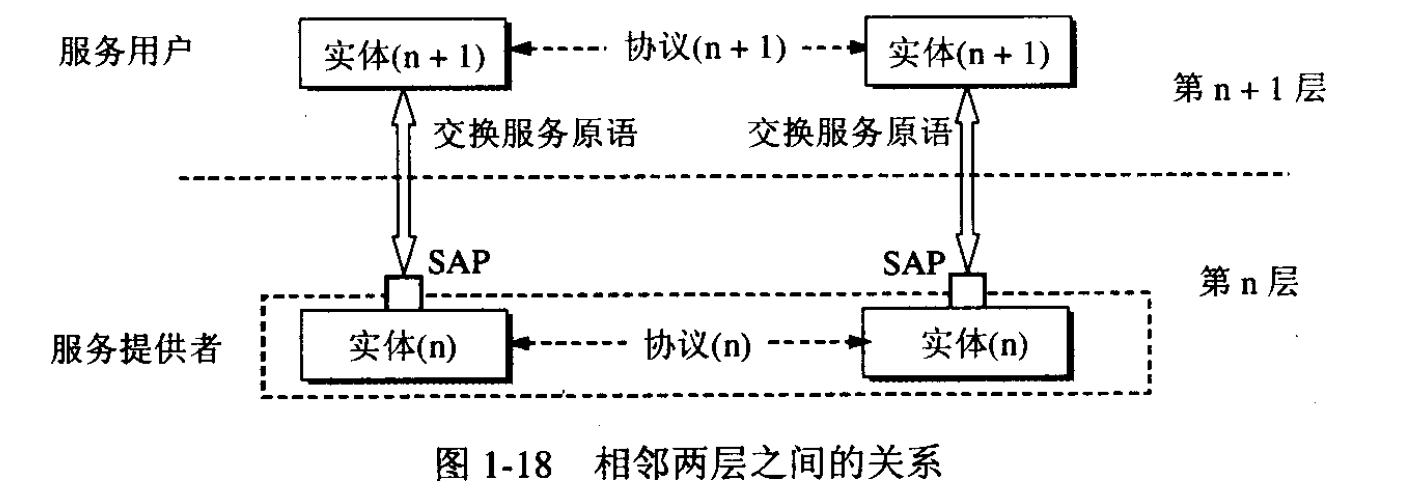 服务用户
实体(n + 1)
协议(n + 1)
实体(n + 1)
第 n + 1 层
交换服务原语
交换服务原语
SAP
SAP
第 n 层
服务提供者
实体(n)
协议(n)
实体(n)
图 1-18 相邻两层之间的关系